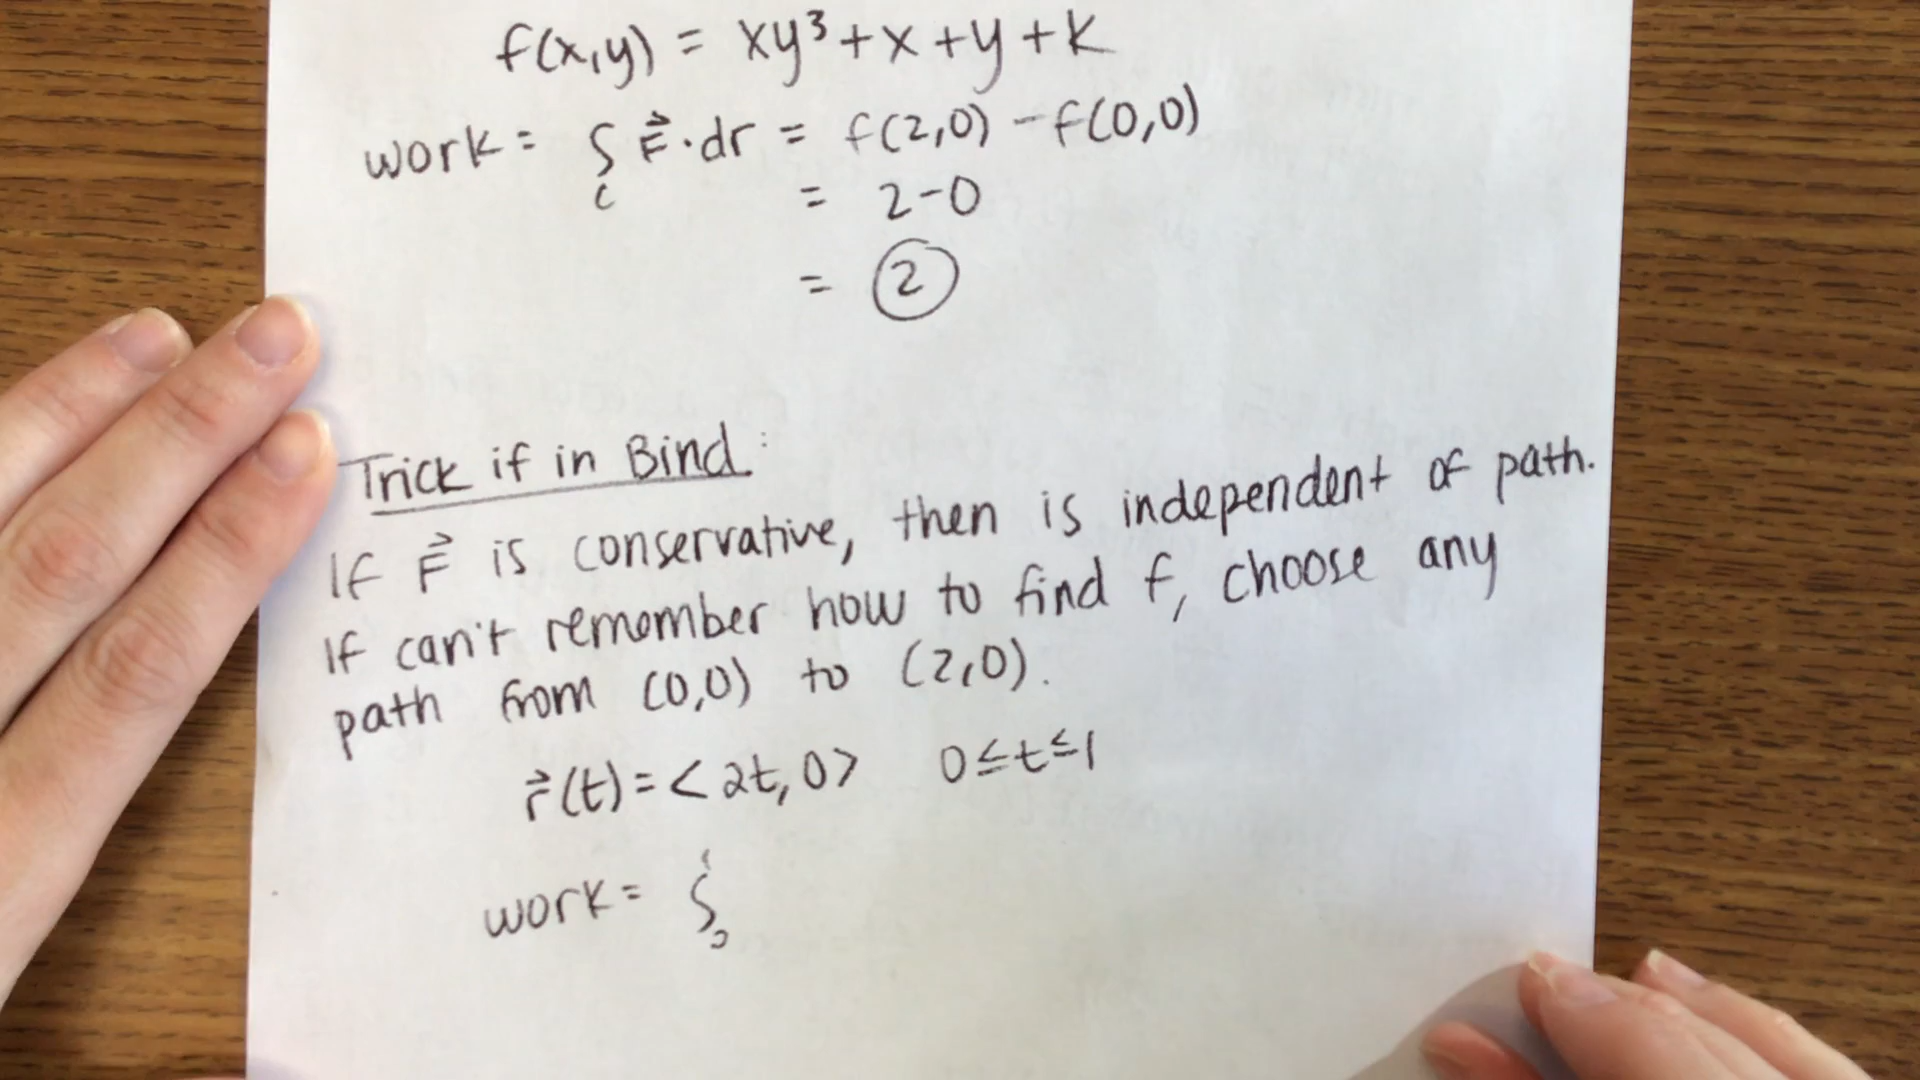 f(x,y) = xy³+x+y+K
work = ∫_C F⃗·dr = f(2,0) - f(0,0)
= 2-0
= 2
Trick if in Bind:
If F⃗ is conservative, then is independent of path.
If can't remember how to find f, choose any
path from (0,0) to (2,0).
r⃗(t) = <2t,0> 0≤t≤1
work = ∫₀¹